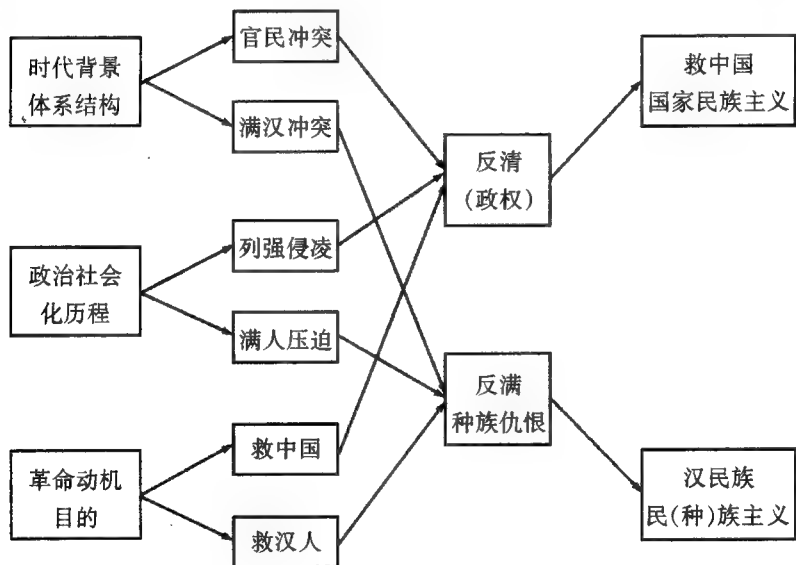 时代背景
体系结构
政治社会
化历程
革命动机
目的
官民冲突
满汉冲突
列强侵凌
满人压迫
救中国
救汉人
反清
(政权)
反满
种族仇恨
救中国
国家民族主义
汉民族
民(种)族主义